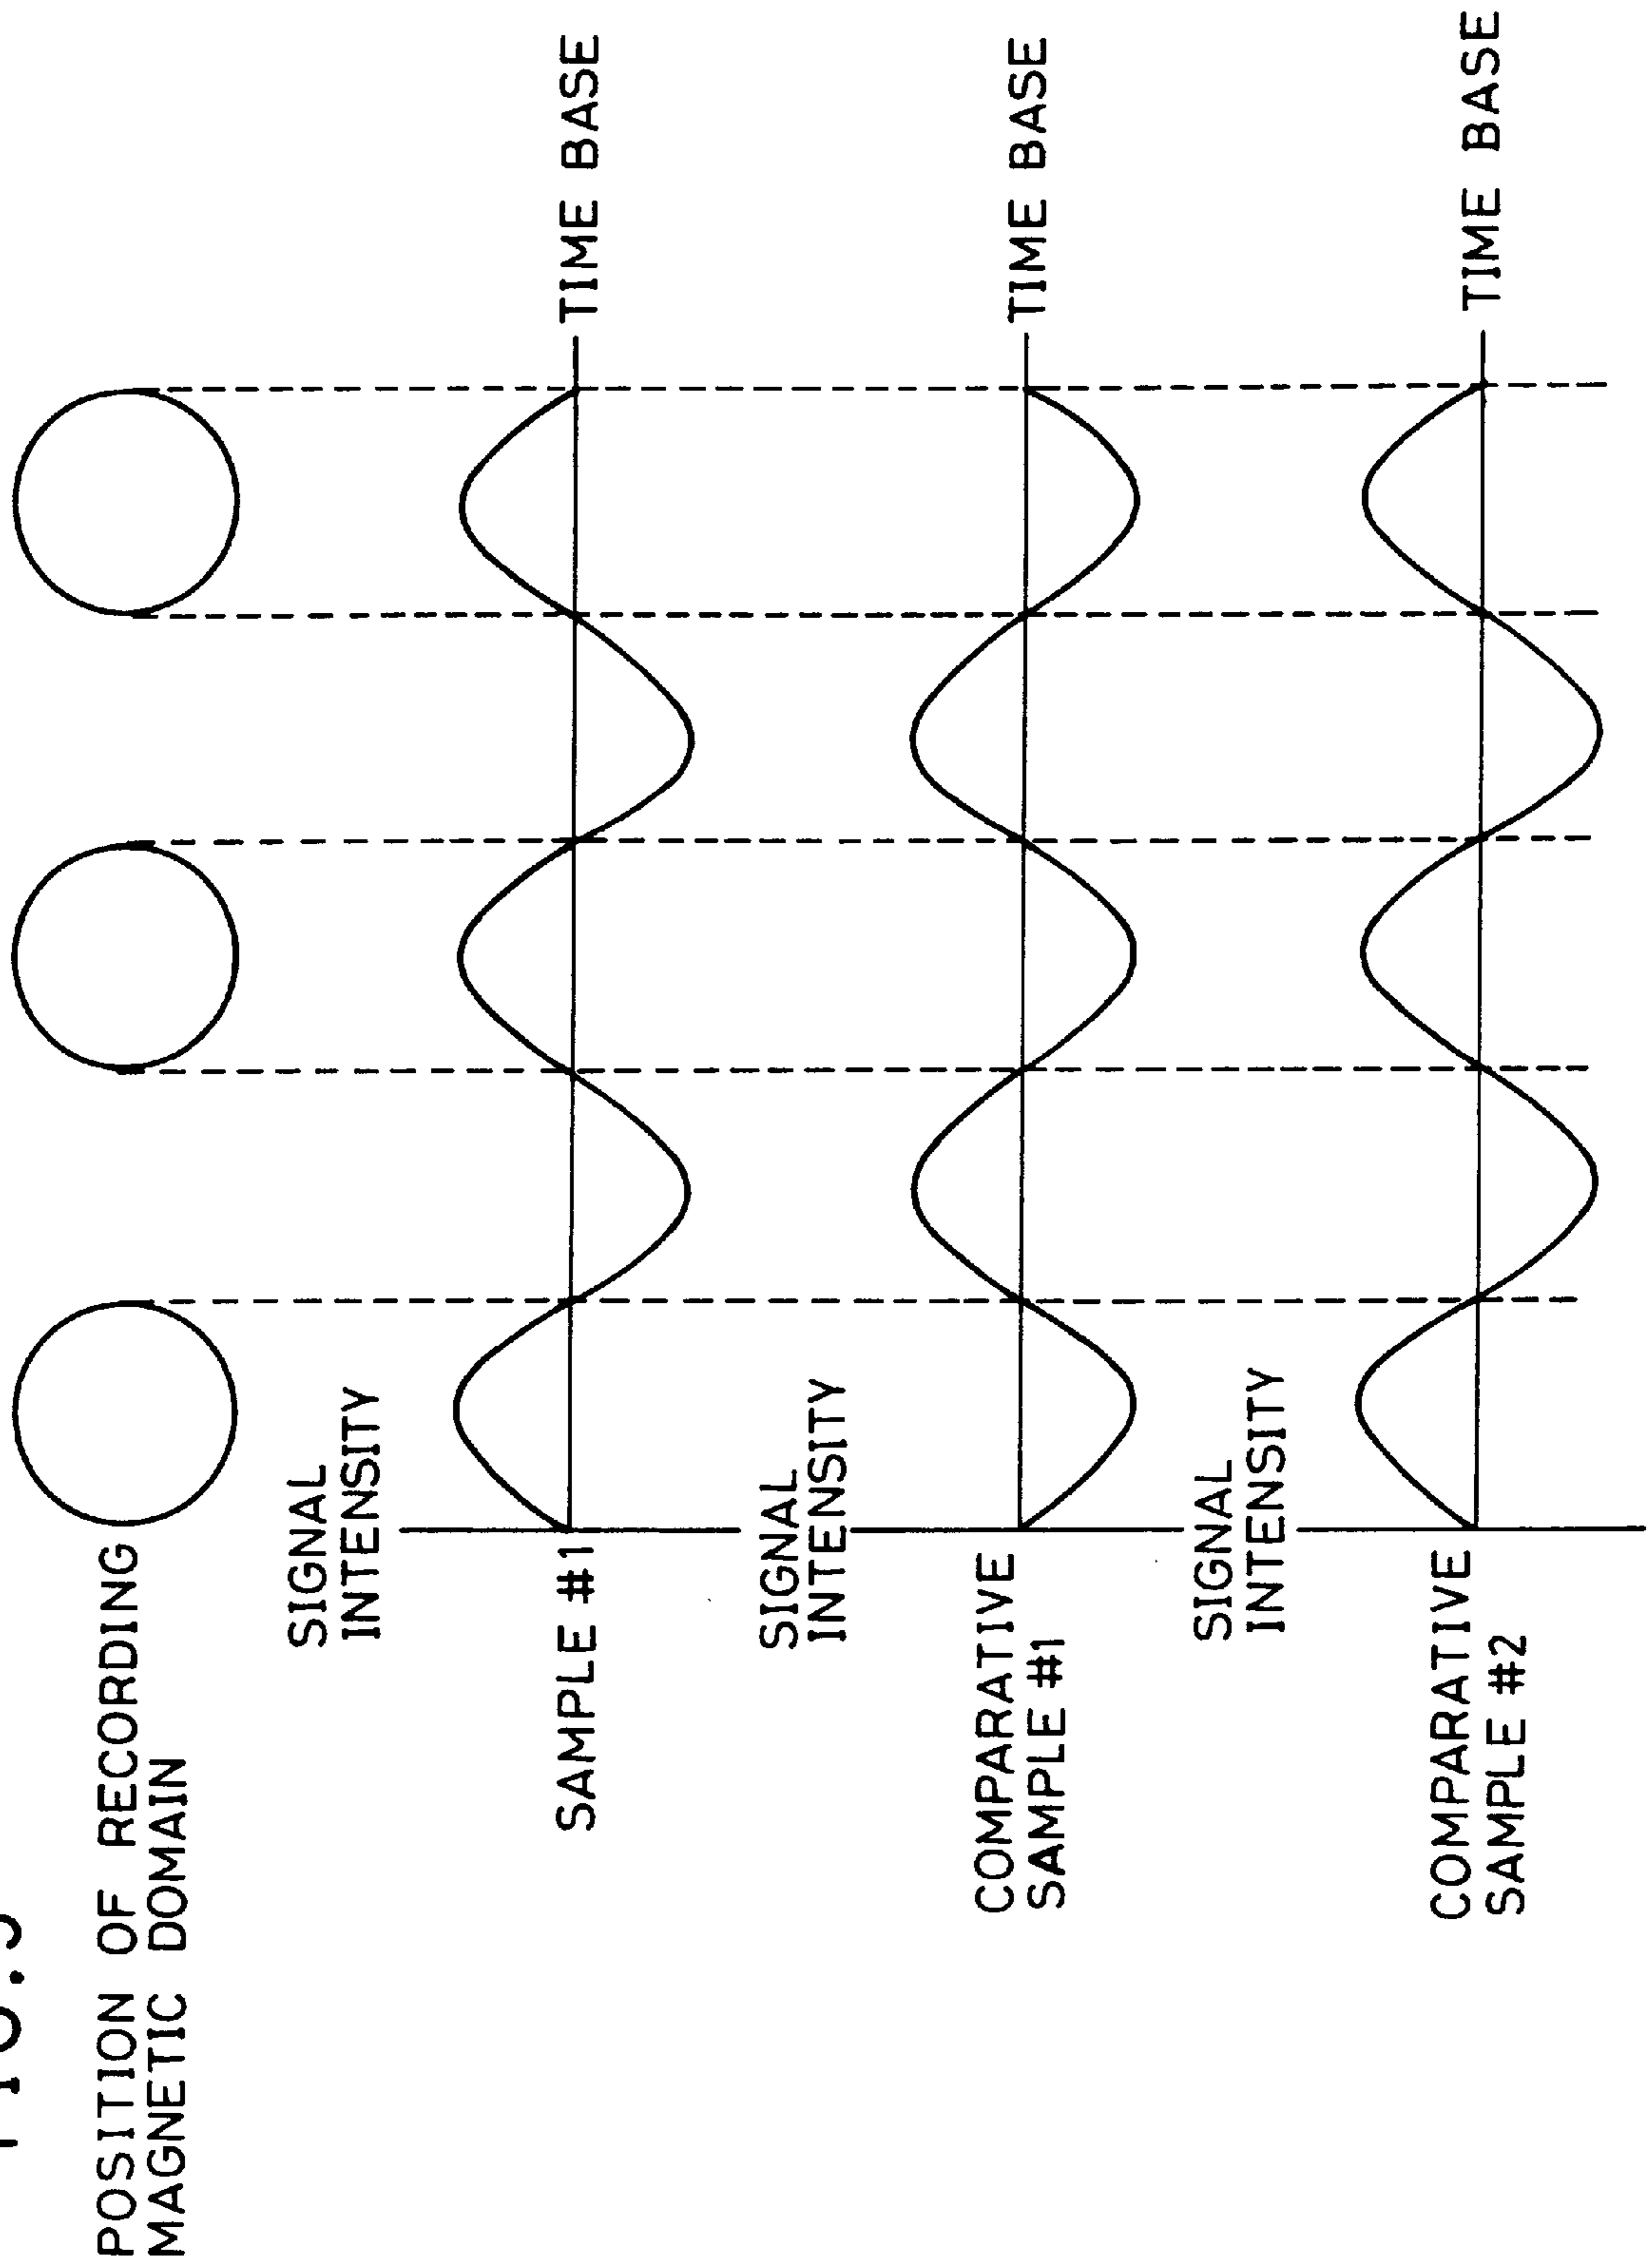 POSITION OF RECORDING
MAGNETIC DOMAIN
SIGNAL
INTENSITY
SAMPLE #1
TIME BASE
SIGNAL
INTENSITY
COMPARATIVE
SAMPLE #1
TIME BASE
SIGNAL
INTENSITY
COMPARATIVE
SAMPLE #2
TIME BASE